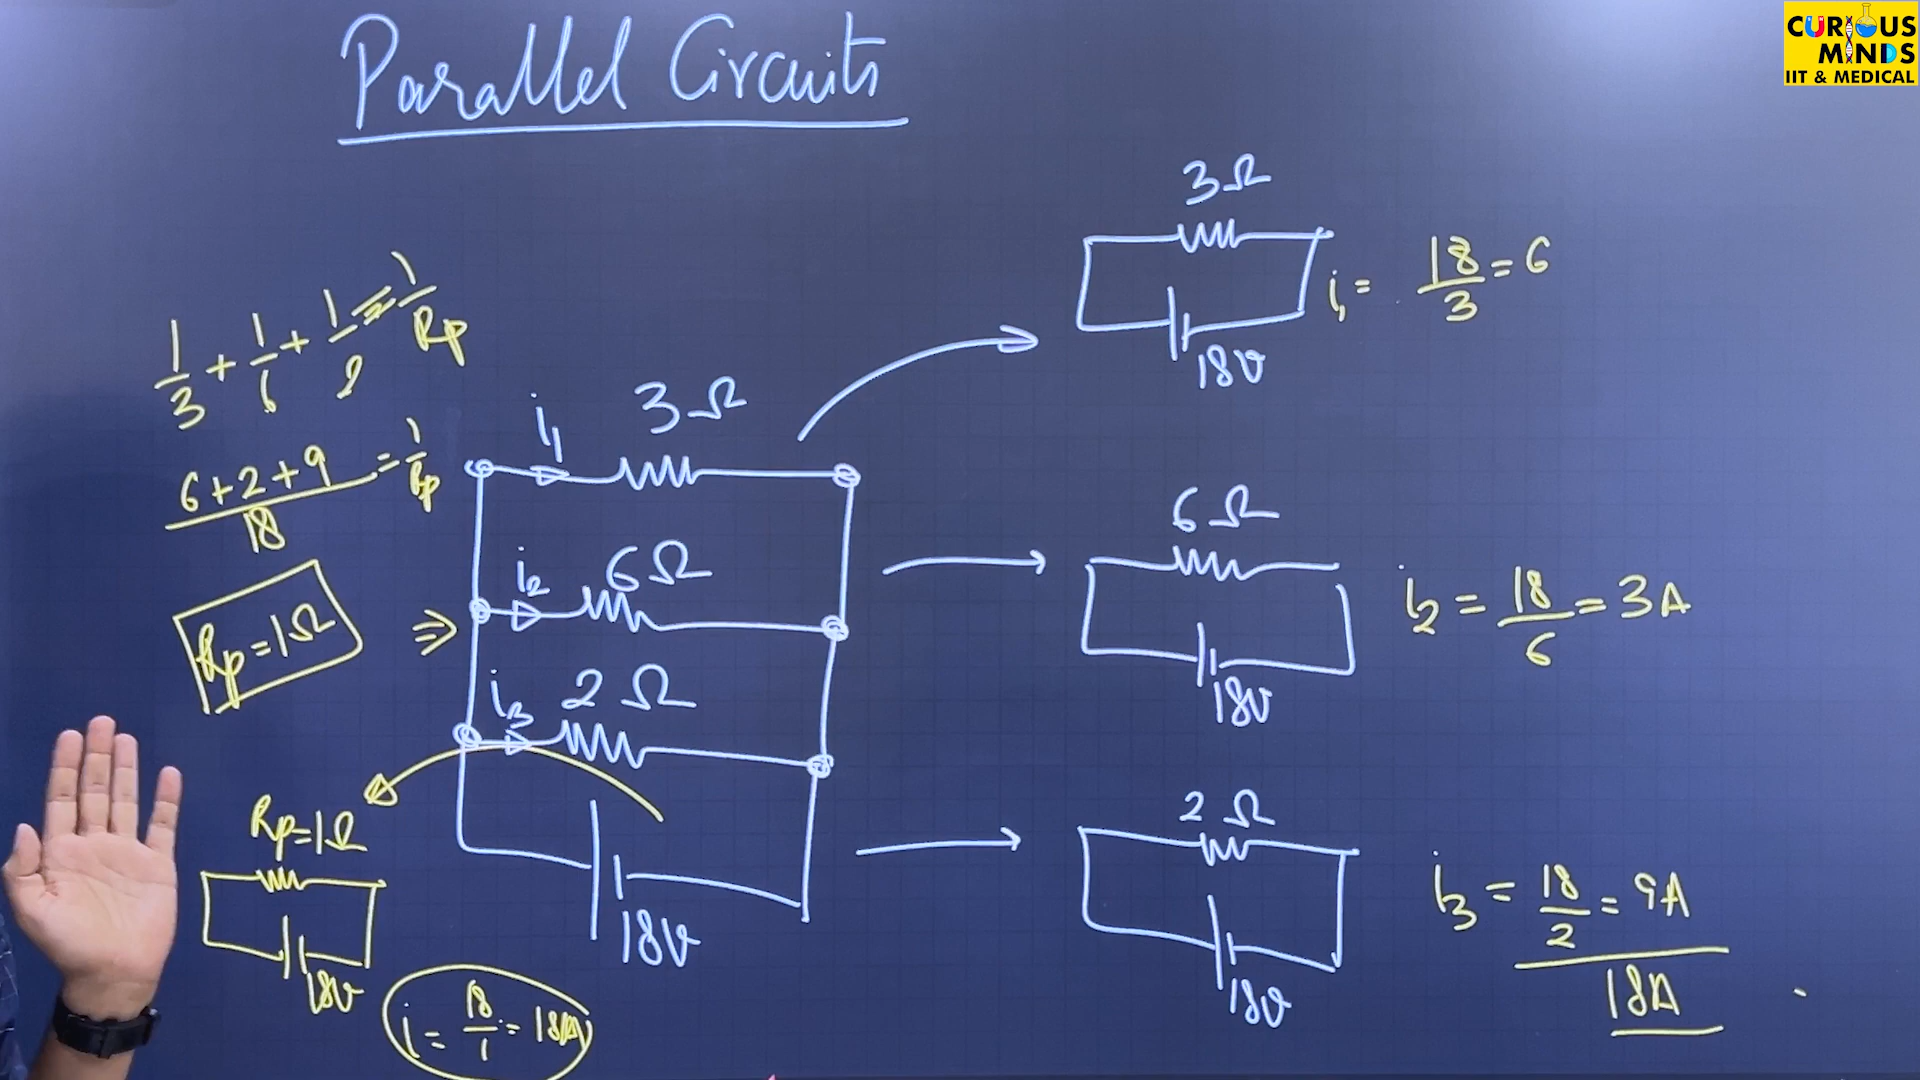 Parallel Circuits
CURIOUS
MINDS
IIT & MEDICAL
1/3 + 1/6 + 1/2 = 1/Rp
(6+2+9)/18 = 1/Rp
Rp = 1Ω
⇒
i1 3Ω
i2 6Ω
i3 2Ω
18V
Rp=1Ω
18V
i = 18/1 = 18A
3Ω
18V
i1 = 18/3 = 6
6Ω
18V
i2 = 18/6 = 3A
2Ω
18V
i3 = 18/2 = 9A
18A